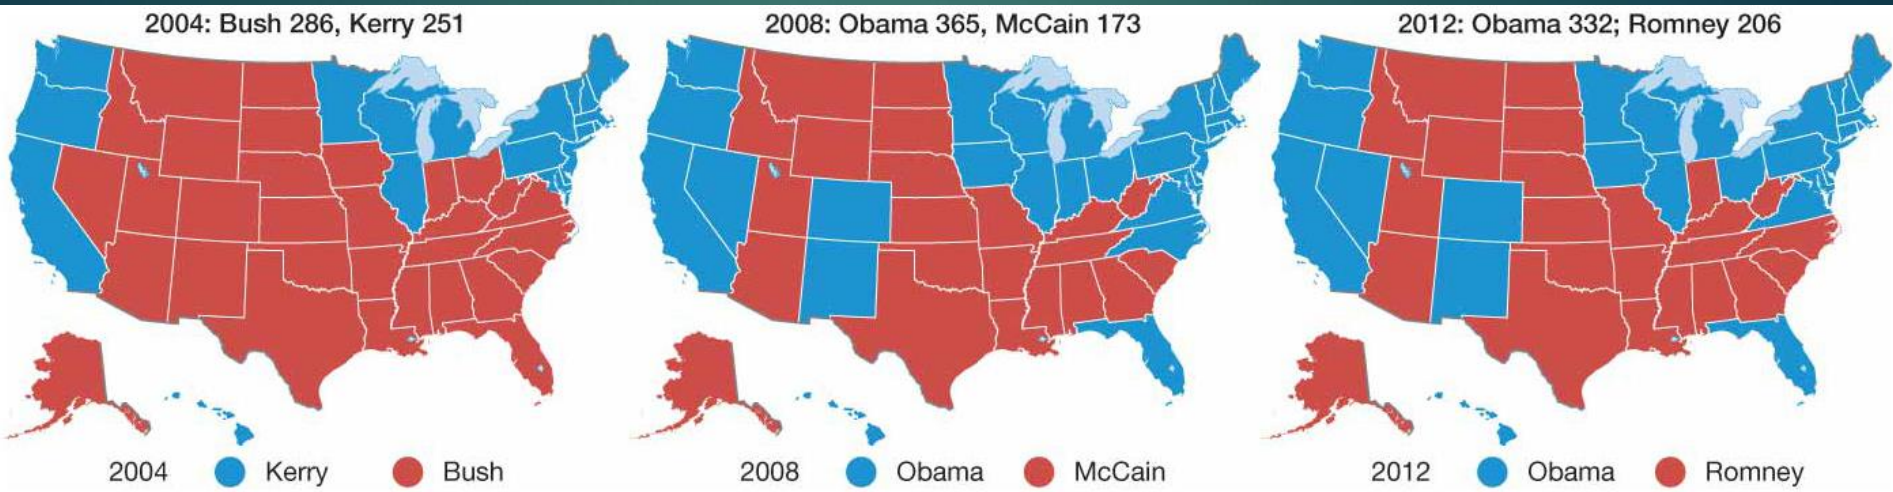 2004: Bush 286, Kerry 251
2008: Obama 365, McCain 173
2012: Obama 332; Romney 206
2004 Kerry Bush
2008 Obama McCain
2012 Obama Romney